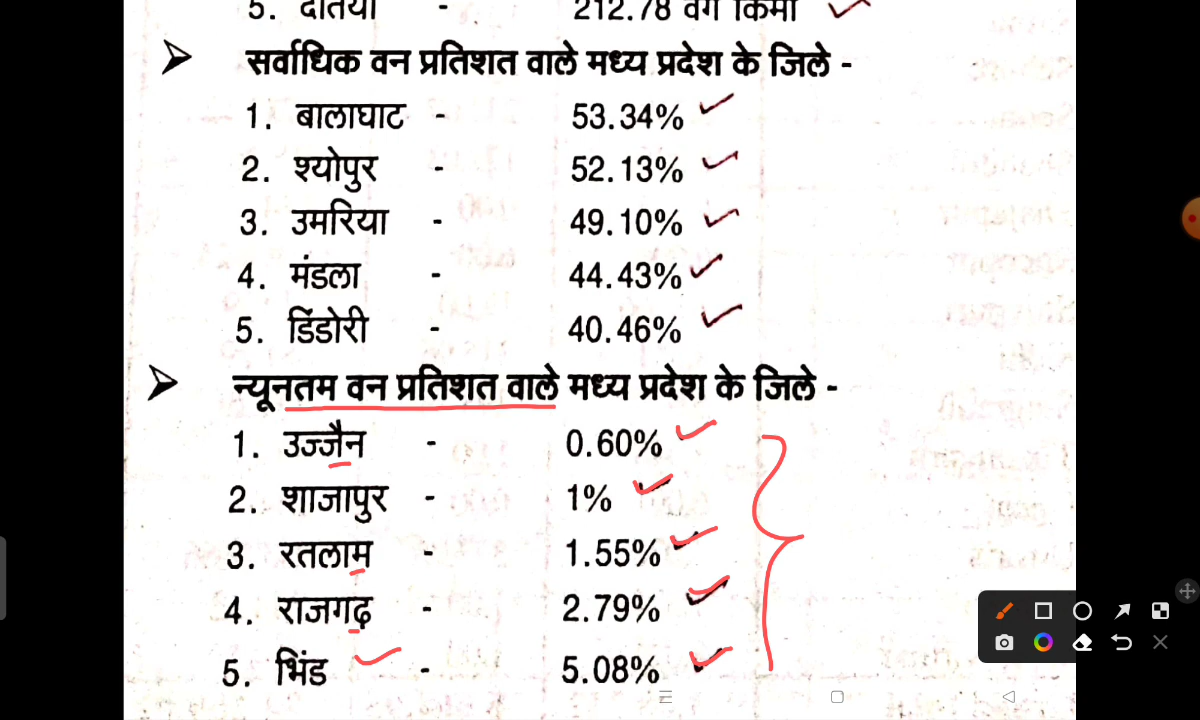 5. दतिया - 212.78 वर्ग किमी
सर्वाधिक वन प्रतिशत वाले मध्य प्रदेश के जिले -
1. बालाघाट - 53.34%
2. श्योपुर - 52.13%
3. उमरिया - 49.10%
4. मंडला - 44.43%
5. डिंडोरी - 40.46%
न्यूनतम वन प्रतिशत वाले मध्य प्रदेश के जिले -
1. उज्जैन - 0.60%
2. शाजापुर - 1%
3. रतलाम - 1.55%
4. राजगढ़ - 2.79%
5. भिंड - 5.08%